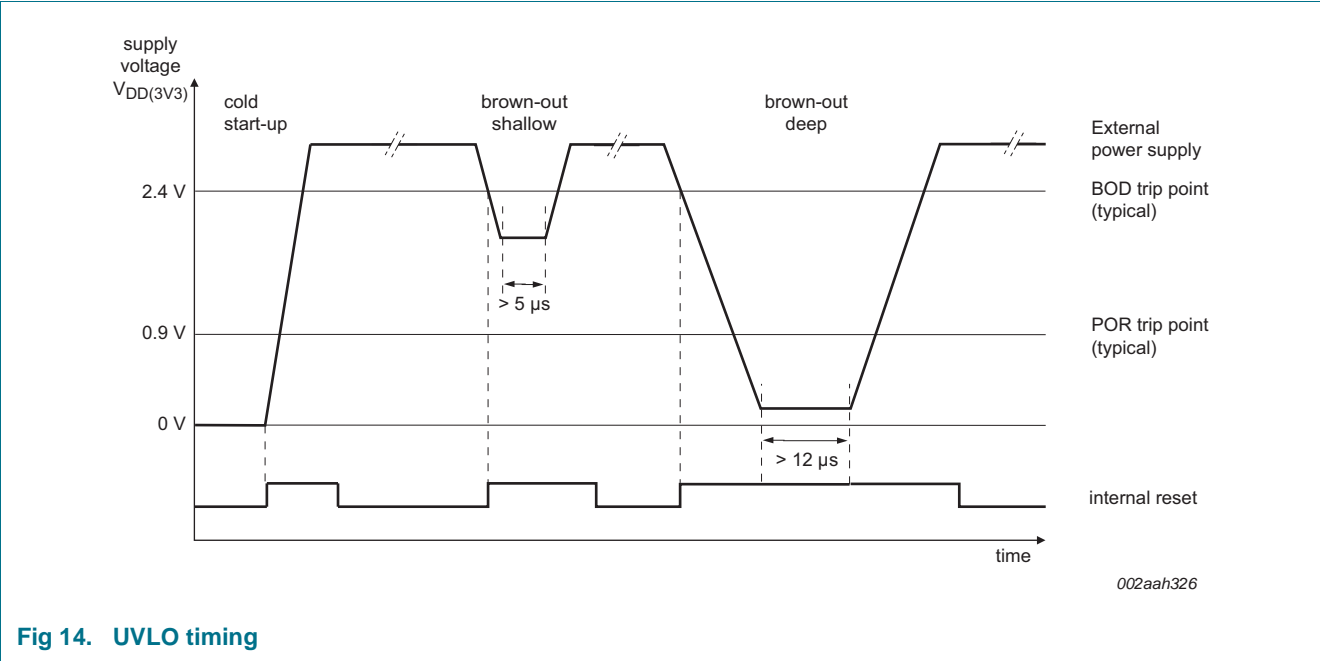 supply
voltage
VDD(3V3)
cold
start-up
brown-out
shallow
brown-out
deep
External
power supply
2.4 V
BOD trip point
(typical)
> 5 μs
0.9 V
POR trip point
(typical)
0 V
> 12 μs
internal reset
time
002aah326
Fig 14. UVLO timing